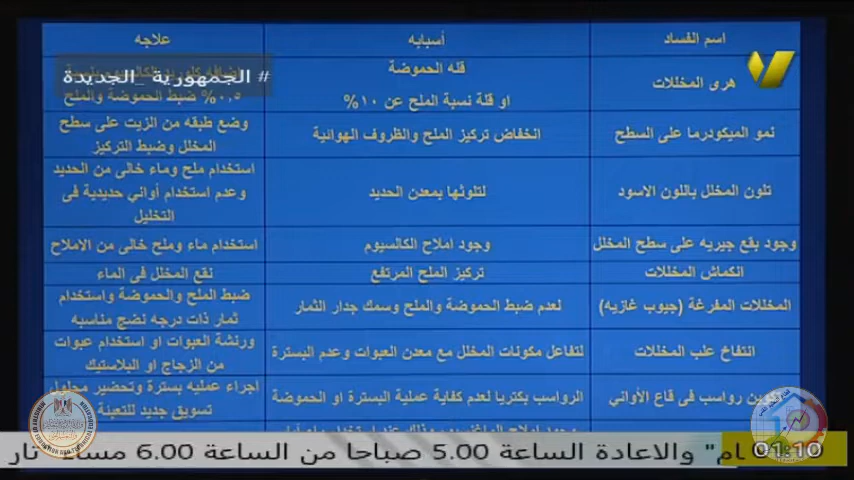 اسم الفساد أسبابه علاجه
# الجمهورية _الجديدة
هرى المخللات
قله الحموضة
او قلة نسبة الملح عن ١٠%
٠,٥% ضبط الحموضة والملح
نمو الميكودرما على السطح
انخفاض تركيز الملح والظروف الهوائية
وضع طبقه من الزيت على سطح
المخلل وضبط التركيز
تلون المخلل باللون الاسود
لتلوثها بمعدن الحديد
استخدام ملح وماء خالى من الحديد
وعدم استخدام أواني حديدية فى
التخليل
وجود بقع جيريه على سطح المخلل
وجود املاح الكالسيوم
استخدام ماء وملح خالى من الاملاح
الكماش المخللات
تركيز الملح المرتفع
نقع المخلل فى الماء
المخللات المفرغة (جيوب غازيه)
لعدم ضبط الحموضة والملح وسمك جدار الثمار
ضبط الملح والحموضة واستخدام
ثمار ذات درجه نضج مناسبه
انتفاخ علب المخللات
لتفاعل مكونات المخلل مع معدن العبوات وعدم البسترة
ورنشة العبوات او استخدام عبوات
من الزجاج او البلاستيك
رواسب فى قاع الأواني
الرواسب بكتريا لعدم كفاية عملية البسترة او الحموضة
اجراء عمليه بسترة وتحضير محلول
تسويق جديد للتعبئة
ام" والاعادة الساعة 5.00 صباحا من الساعة 6.00 مساء
01:10